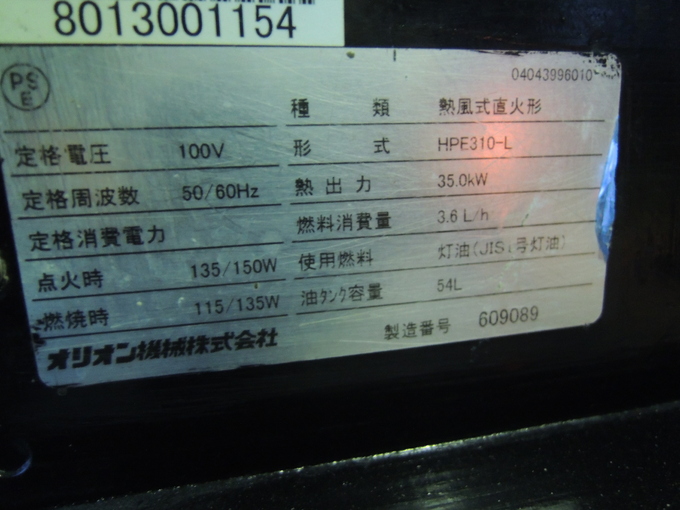 8013001154
04043996010
PS
E
種類 熱風式直火形
定格電圧 100V 形式 HPE310-L
定格周波数 50/60Hz 熱出力 35.0kW
定格消費電力 燃料消費量 3.6 L/h
点火時 135/150W 使用燃料 灯油(JIS1号灯油)
燃焼時 115/135W 油タンク容量 54L
オリオン機械株式会社 製造番号 609089